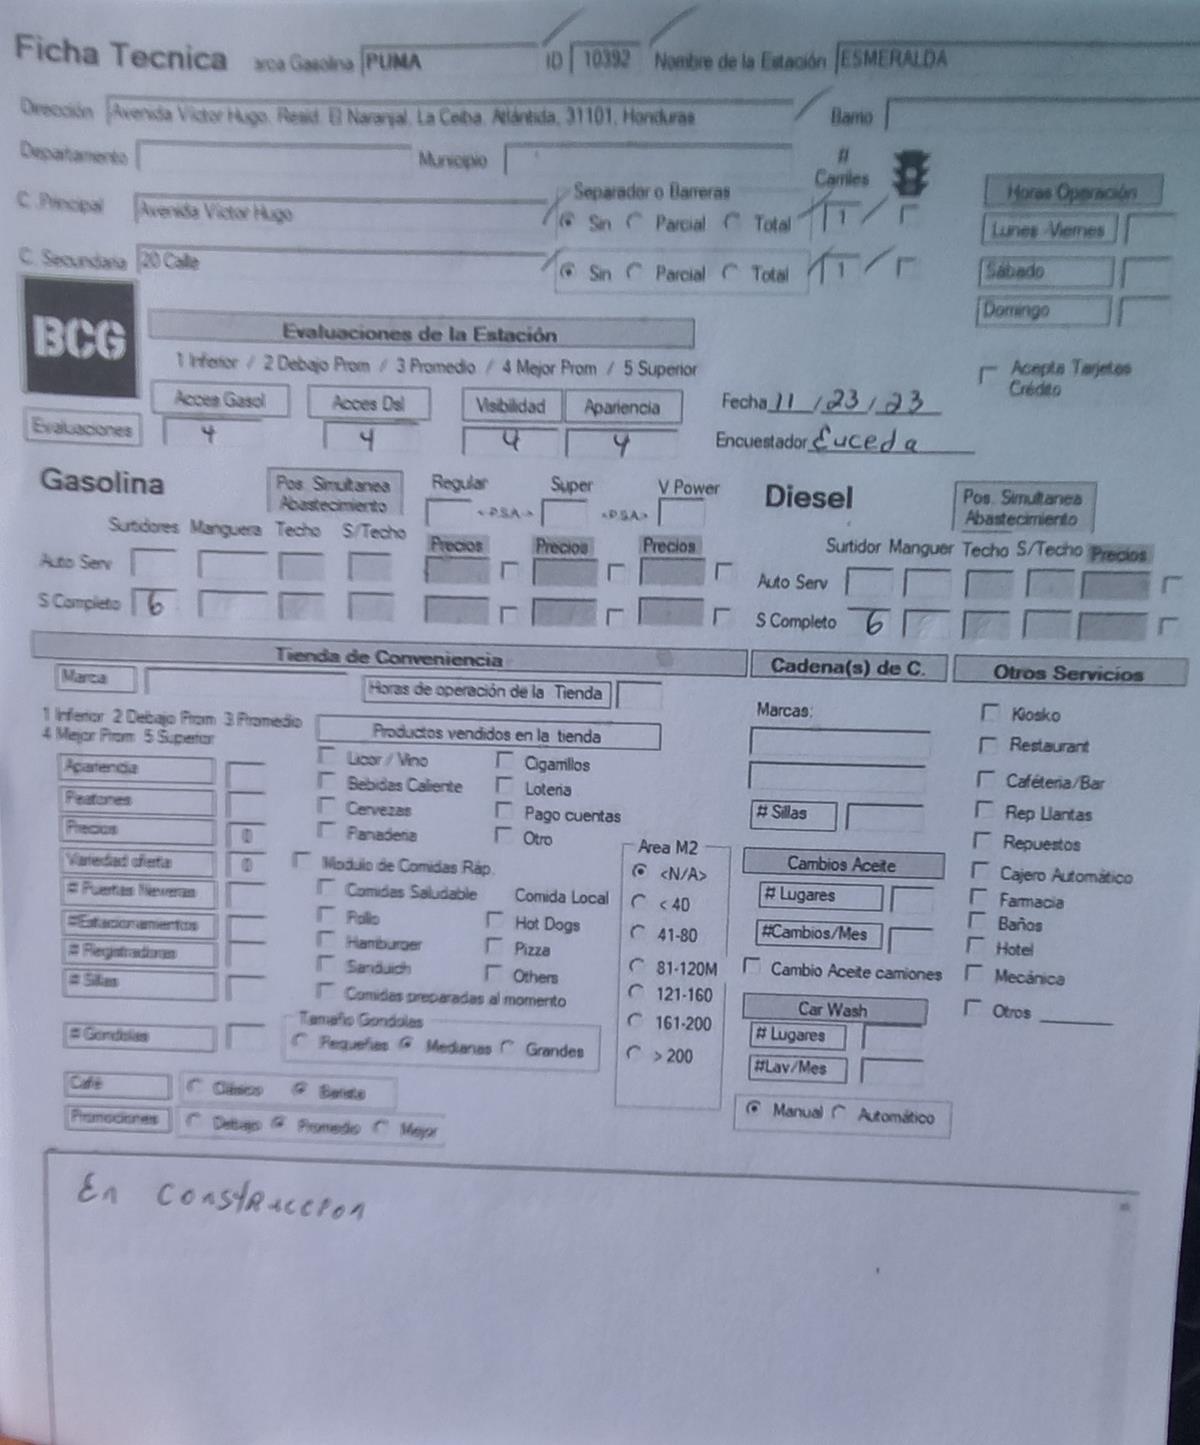 Ficha Tecnica arca Gasolina PUMA ID 10392 Nombre de la Estación ESMERALDA
Dirección Avenida Víctor Hugo, Resid. El Naranjal, La Ceiba, Atlántida, 31101, Honduras Barrio
Departamento Municipio # Carriles
C. Principal Avenida Víctor Hugo Separador o Barreras Sin Parcial Total 1
C. Secundaria 20 Calle Sin Parcial Total 1
Horas Operación
Lunes -Viernes
Sábado
Domingo
Acepta Tarjetas Crédito
BCG
Evaluaciones de la Estación
1 Inferior / 2 Debajo Prom / 3 Promedio / 4 Mejor Prom / 5 Superior
Acces Gasol Acces Dsl Visibilidad Apariencia
Evaluaciones 4 4 4 4
Fecha 11 / 23 / 23
Encuestador Euceda
Gasolina Pos. Simultanea Abastecimiento Regular <-P.S.A.-> Super <P.S.A> V Power
Surtidores Manguera Techo S/Techo Precios Precios Precios
Auto Serv
S Completo 6
Diesel Pos. Simultanea Abastecimiento
Surtidor Manguer Techo S/Techo Precios
Auto Serv
S Completo 6
Tienda de Conveniencia
Marca Horas de operación de la Tienda
1 Inferior 2 Debajo Prom 3 Promedio
4 Mejor Prom 5 Superior
Apariencia
Peatones
Precios 0
Variedad oferta 0
# Puertas Neveras
#Estacionamientos
# Registradoras
# Sillas
# Gondolas
Productos vendidos en la tienda
Licor / Vino Cigarrillos
Bebidas Caliente Loteria
Cervezas Pago cuentas
Panaderia Otro
Modulo de Comidas Ráp.
Comidas Saludable Comida Local
Pollo Hot Dogs
Hamburger Pizza
Sanduich Others
Comidas preparadas al momento
Tamaño Gondolas
Pequeñas Medianas Grandes
Café Clásico Barista
Promociones Debajo Promedio Mejor
Area M2
<N/A>
< 40
41-80
81-120M
121-160
161-200
> 200
Cadena(s) de C.
Marcas:
# Sillas
Cambios Aceite
# Lugares
#Cambios/Mes
Cambio Aceite camiones
Car Wash
# Lugares
#Lav/Mes
Manual Automático
Otros Servicios
Kiosko
Restaurant
Caféteria/Bar
Rep Llantas
Repuestos
Cajero Automático
Farmacia
Baños
Hotel
Mecánica
Otros
En Construccion